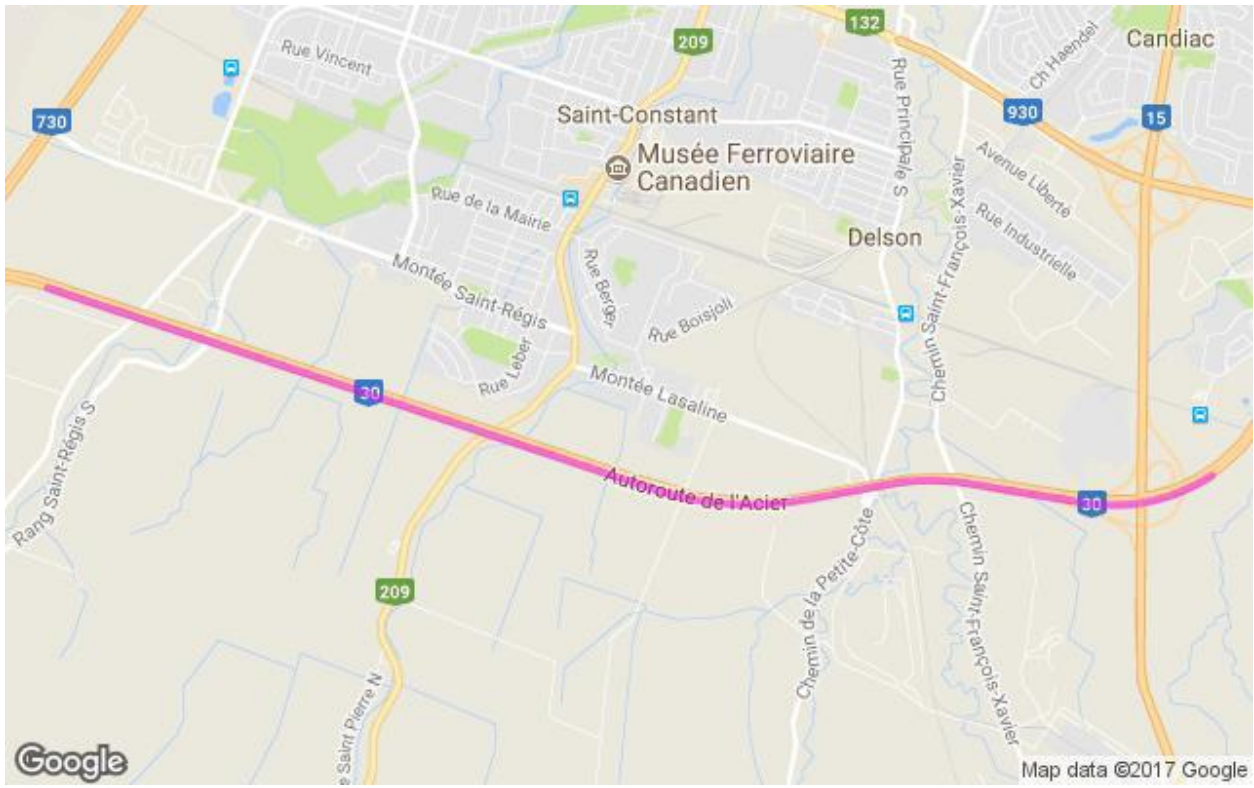 132
Candiac
209
Rue Vincent
Ch Haendel
Rue Principale S
730
Saint-Constant
930
15
Musée Ferroviaire
Canadien
Avenue Liberté
Rue de la Mairie
Chemin Saint-François-Xavier
Rue Industrielle
Delson
Montée Saint-Régis
Rue Berger
Rue Boisjoli
Rue Leber
Montée Lasaline
30
Rang Saint-Régis S
Autoroute de l'Acier
30
Chemin de la Petite-Côte
Chemin Saint-François-Xavier
209
e Saint Pierre N
Google
Map data ©2017 Google